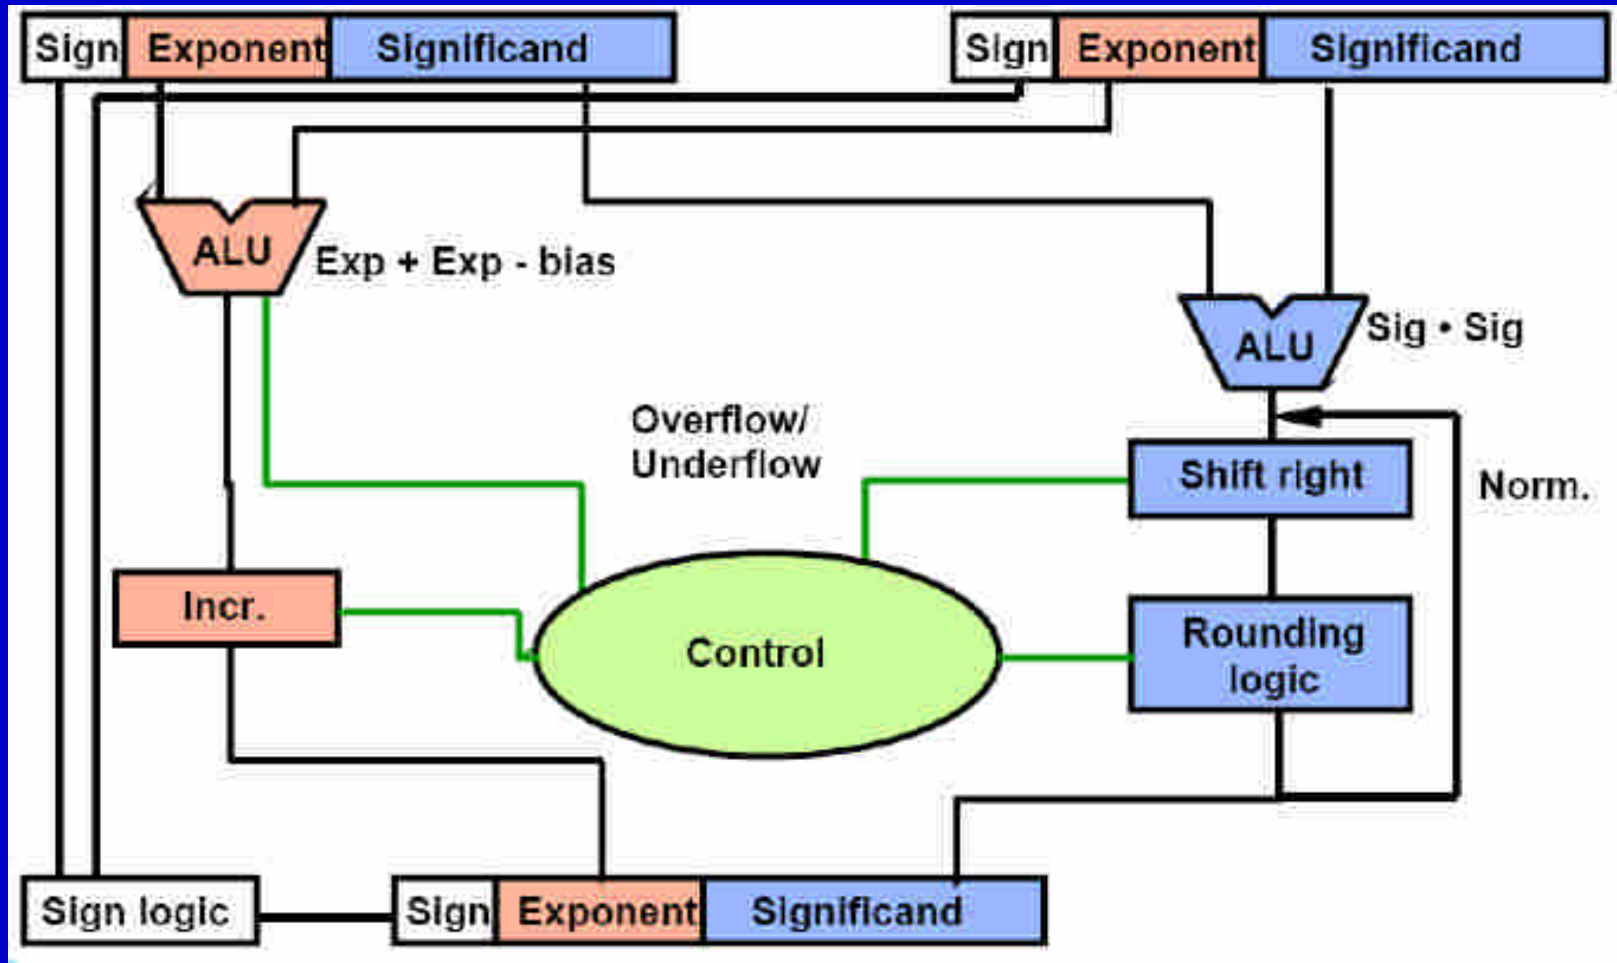 Sign Exponent Significand
Sign Exponent Significand
ALU
Exp + Exp - bias
ALU
Sig • Sig
Overflow/
Underflow
Shift right
Norm.
Incr.
Control
Rounding
logic
Sign logic
Sign Exponent Significand